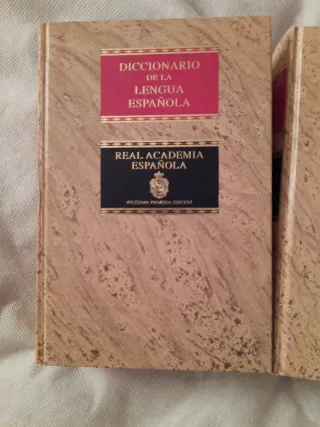 DICCIONARIO
DE LA
LENGUA
ESPAÑOLA
REAL ACADEMIA
ESPAÑOLA
VIGÉSIMA PRIMERA EDICIÓN